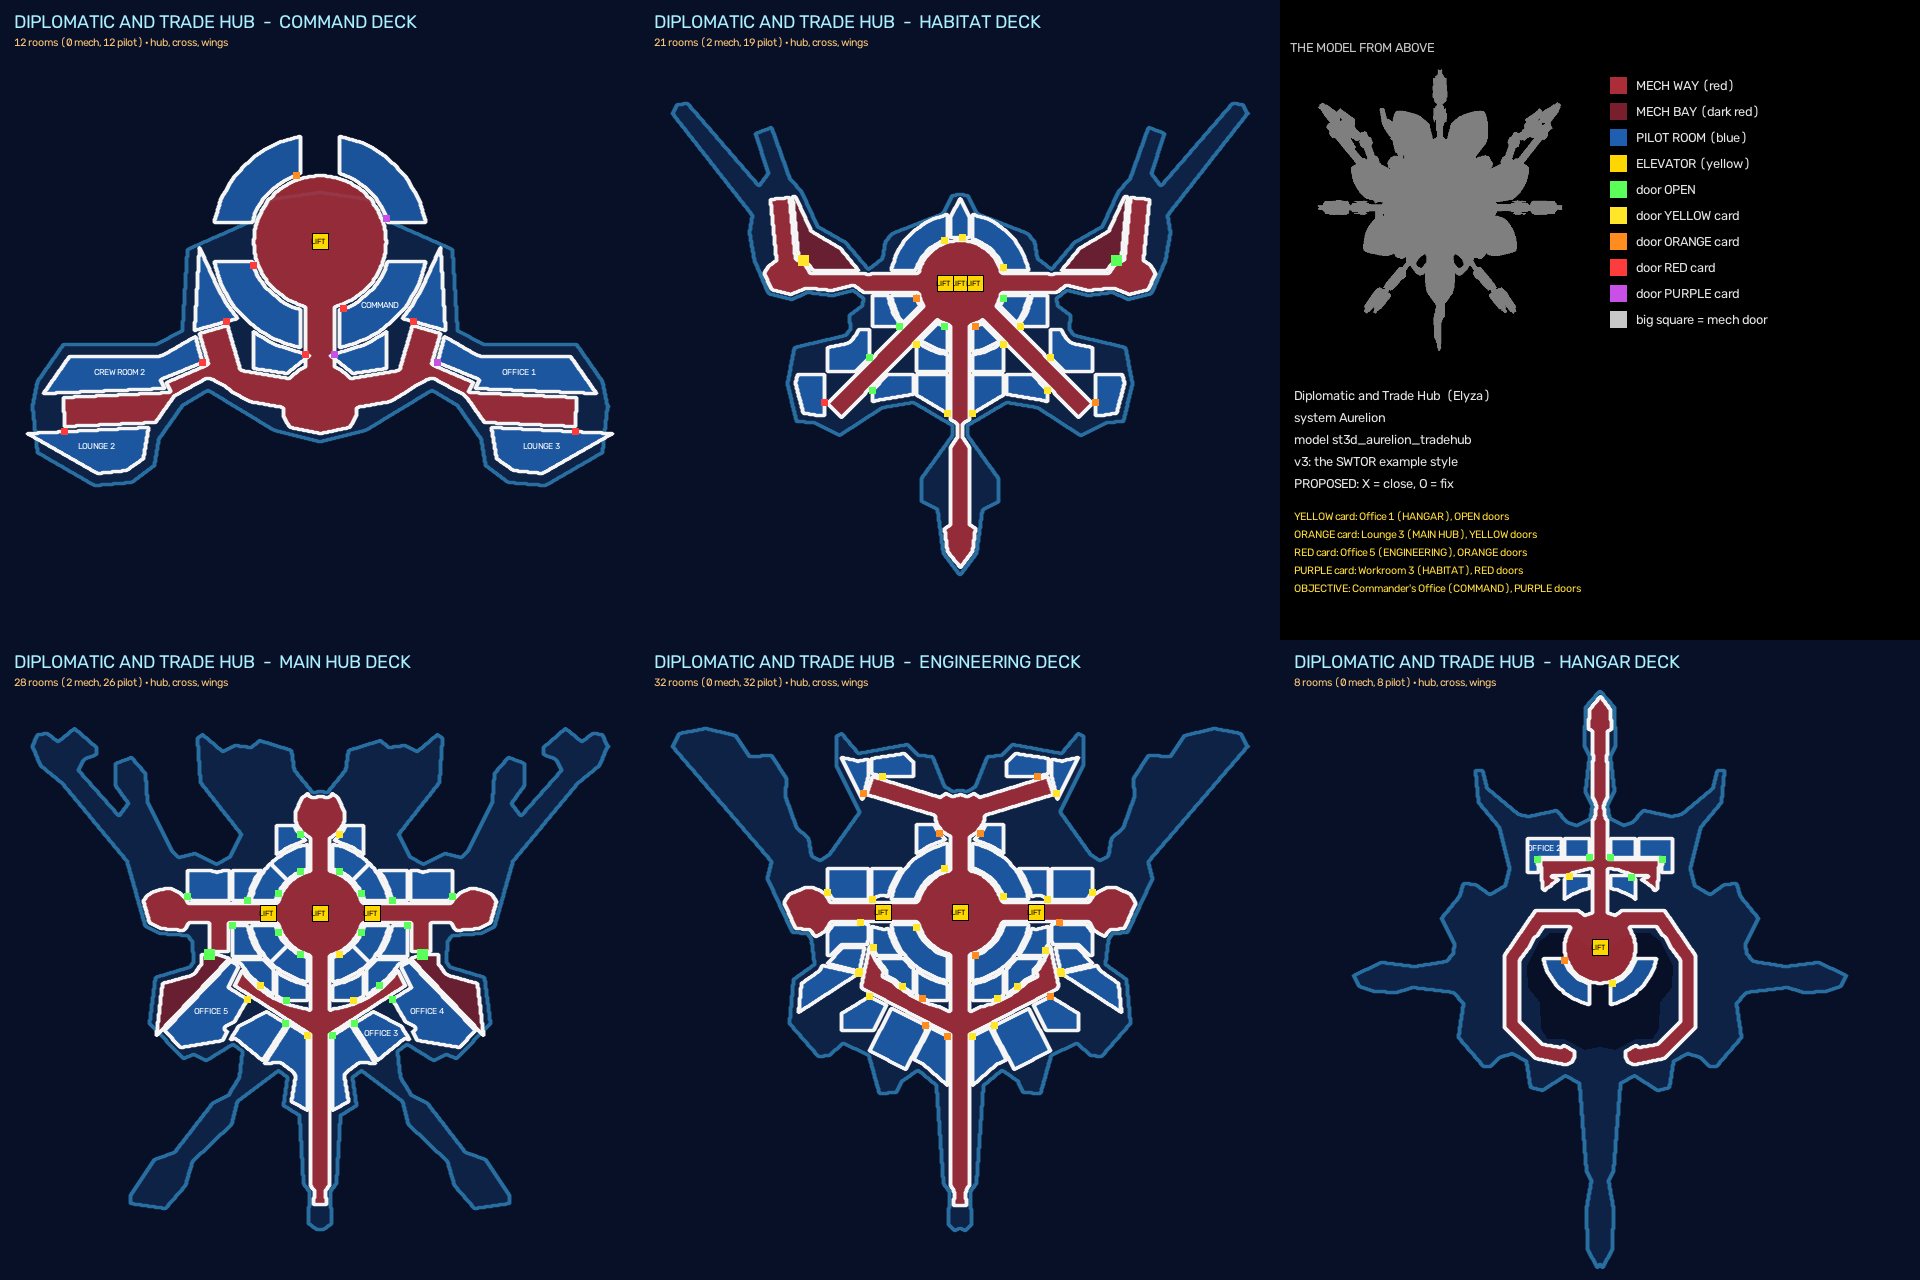 DIPLOMATIC AND TRADE HUB - COMMAND DECK
12 rooms (0 mech, 12 pilot) • hub, cross, wings
LIFT
COMMAND
CREW ROOM 2
OFFICE 1
LOUNGE 2
LOUNGE 3
DIPLOMATIC AND TRADE HUB - HABITAT DECK
21 rooms (2 mech, 19 pilot) • hub, cross, wings
LIFT LIFT LIFT
THE MODEL FROM ABOVE
MECH WAY (red)
MECH BAY (dark red)
PILOT ROOM (blue)
ELEVATOR (yellow)
door OPEN
door YELLOW card
door ORANGE card
door RED card
door PURPLE card
big square = mech door
Diplomatic and Trade Hub (Elyza)
system Aurelion
model st3d_aurelion_tradehub
v3: the SWTOR example style
PROPOSED: X = close, O = fix
YELLOW card: Office 1 (HANGAR), OPEN doors
ORANGE card: Lounge 3 (MAIN HUB), YELLOW doors
RED card: Office 5 (ENGINEERING), ORANGE doors
PURPLE card: Workroom 3 (HABITAT), RED doors
OBJECTIVE: Commander's Office (COMMAND), PURPLE doors
DIPLOMATIC AND TRADE HUB - MAIN HUB DECK
28 rooms (2 mech, 26 pilot) • hub, cross, wings
LIFT LIFT LIFT
OFFICE 5
OFFICE 4
OFFICE 3
DIPLOMATIC AND TRADE HUB - ENGINEERING DECK
32 rooms (0 mech, 32 pilot) • hub, cross, wings
LIFT LIFT LIFT
DIPLOMATIC AND TRADE HUB - HANGAR DECK
8 rooms (0 mech, 8 pilot) • hub, cross, wings
OFFICE 2
LIFT